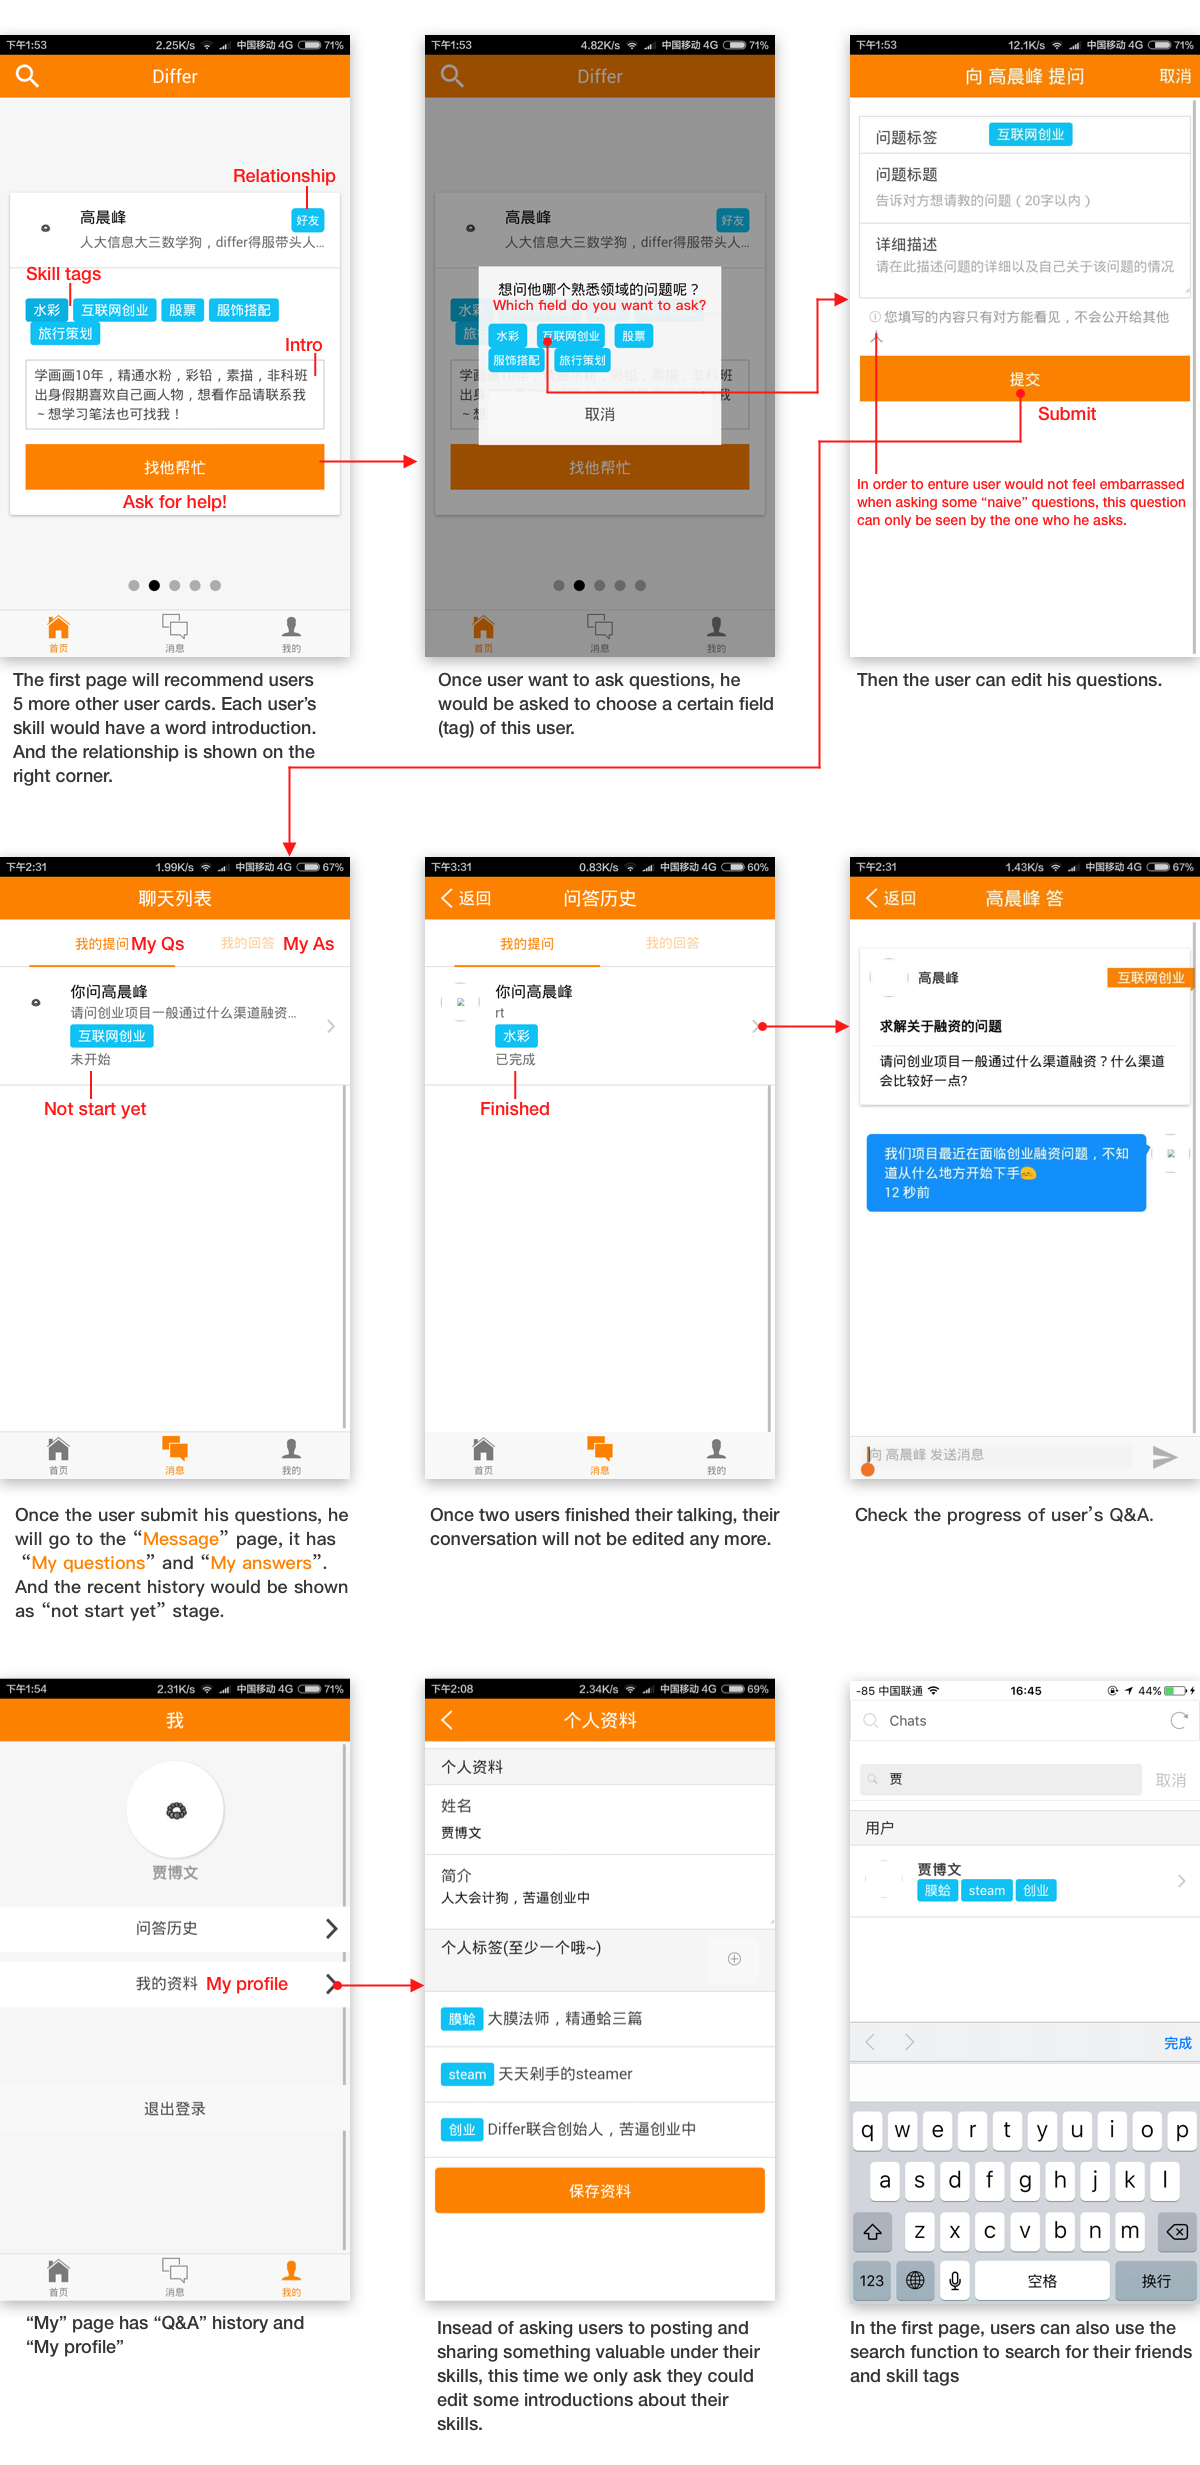 下午1:53 2.25K/s 中国移动 4G 71%
Differ
Relationship
高晨峰
好友
人大信息大三数学狗，differ得服带头人...
Skill tags
水彩 互联网创业 股票 服饰搭配
旅行策划
Intro
学画画10年，精通水粉，彩铅，素描，非科班
出身假期喜欢自己画人物，想看作品请联系我
~ 想学习笔法也可找我！
找他帮忙
Ask for help!
首页 消息 我的
The first page will recommend users
5 more other user cards. Each user's
skill would have a word introduction.
And the relationship is shown on the
right corner.
下午1:53 4.82K/s 中国移动 4G 71%
Differ
高晨峰
好友
人大信息大三数学狗，differ得服带头人...
想问他哪个熟悉领域的问题呢？
Which field do you want to ask?
水彩 互联网创业 股票
服饰搭配 旅行策划
取消
找他帮忙
首页 消息 我的
Once user want to ask questions, he
would be asked to choose a certain field
(tag) of this user.
下午1:53 12.1K/s 中国移动 4G 71%
向 高晨峰 提问 取消
问题标签 互联网创业
问题标题
告诉对方想请教的问题（20字以内）
详细描述
请在此描述问题的详细以及自己关于该问题的情况
您填写的内容只有对方能看见，不会公开给其他
人
提交
Submit
In order to enture user would not feel embarrassed
when asking some “naive” questions, this question
can only be seen by the one who he asks.
Then the user can edit his questions.
下午2:31 1.99K/s 中国移动 4G 67%
聊天列表
我的提问 My Qs 我的回答 My As
你问高晨峰
请问创业项目一般通过什么渠道融资...
互联网创业
未开始
Not start yet
首页 消息 我的
Once the user submit his questions, he
will go to the “Message” page, it has
“My questions” and “My answers”.
And the recent history would be shown
as “not start yet” stage.
下午3:31 0.83K/s 中国移动 4G 60%
返回 问答历史
我的提问 我的回答
你问高晨峰
rt
水彩
已完成
Finished
首页 消息 我的
Once two users finished their talking, their
conversation will not be edited any more.
下午2:31 1.43K/s 中国移动 4G 67%
返回 高晨峰 答
高晨峰 互联网创业
求解关于融资的问题
请问创业项目一般通过什么渠道融资？什么渠道
会比较好一点?
我们项目最近在面临创业融资问题，不知
道从什么地方开始下手
12 秒前
向 高晨峰 发送消息
Check the progress of user's Q&A.
下午1:54 2.31K/s 中国移动 4G 71%
我
贾博文
问答历史
我的资料 My profile
退出登录
首页 消息 我的
“My” page has “Q&A” history and
“My profile”
下午2:08 2.34K/s 中国移动 4G 69%
个人资料
个人资料
姓名
贾博文
简介
人大会计狗，苦逼创业中
个人标签(至少一个哦~)
膜蛤 大膜法师，精通蛤三篇
steam 天天剁手的steamer
创业 Differ联合创始人，苦逼创业中
保存资料
Insead of asking users to posting and
sharing something valuable under their
skills, this time we only ask they could
edit some introductions about their
skills.
-85 中国联通 16:45 44%
Chats
贾 取消
用户
贾博文
膜蛤 steam 创业
完成
q w e r t y u i o p
a s d f g h j k l
z x c v b n m
123 空格 换行
In the first page, users can also use the
search function to search for their friends
and skill tags